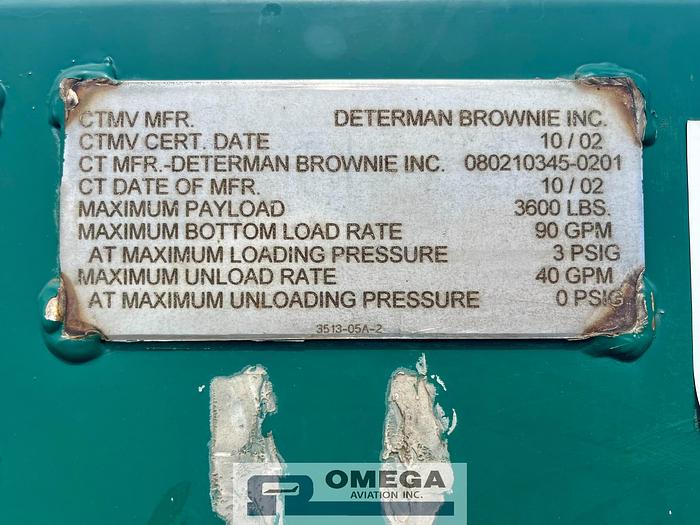 CTMV MFR. DETERMAN BROWNIE INC.
CTMV CERT. DATE 10 / 02
CT MFR.-DETERMAN BROWNIE INC. 080210345-0201
CT DATE OF MFR. 10 / 02
MAXIMUM PAYLOAD 3600 LBS.
MAXIMUM BOTTOM LOAD RATE 90 GPM
AT MAXIMUM LOADING PRESSURE 3 PSIG
MAXIMUM UNLOAD RATE 40 GPM
AT MAXIMUM UNLOADING PRESSURE 0 PSIG
3513-05A-2
OMEGA
AVIATION INC.